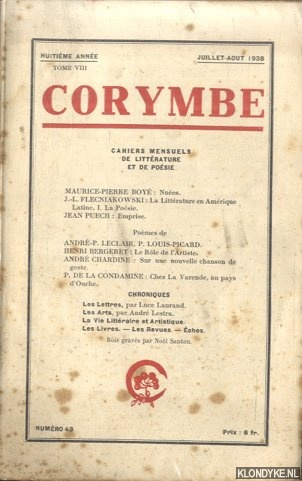 HUITIÈME ANNÉE
JUILLET-AOUT 1938
TOME VIII
CORYMBE
CAHIERS MENSUELS
DE LITTÉRATURE
ET DE POÉSIE
MAURICE-PIERRE BOYÉ : Nuées.
J.-L. FLECNIAKOWSKI : La Littérature en Amérique
Latine. I. La Poésie.
JEAN PUECH : Emprise.
Poèmes de
ANDRÉ-P. LECLAIR, P. LOUIS-PICARD.
HENRI BERGERET : Le Rôle de l'Artiste.
ANDRÉ CHARDINE : Sur une nouvelle chanson de
geste.
P. DE LA CONDAMINE : Chez La Varende, au pays
d'Ouche.
CHRONIQUES
Les Lettres, par Luce Laurand.
Les Arts, par André Lestra.
La Vie Littéraire et Artistique.
Les Livres. — Les Revues. — Échos.
Bois gravés par Noël Santon.
NUMÉRO 43
Prix : 6 fr.
KLONDYKE.NL